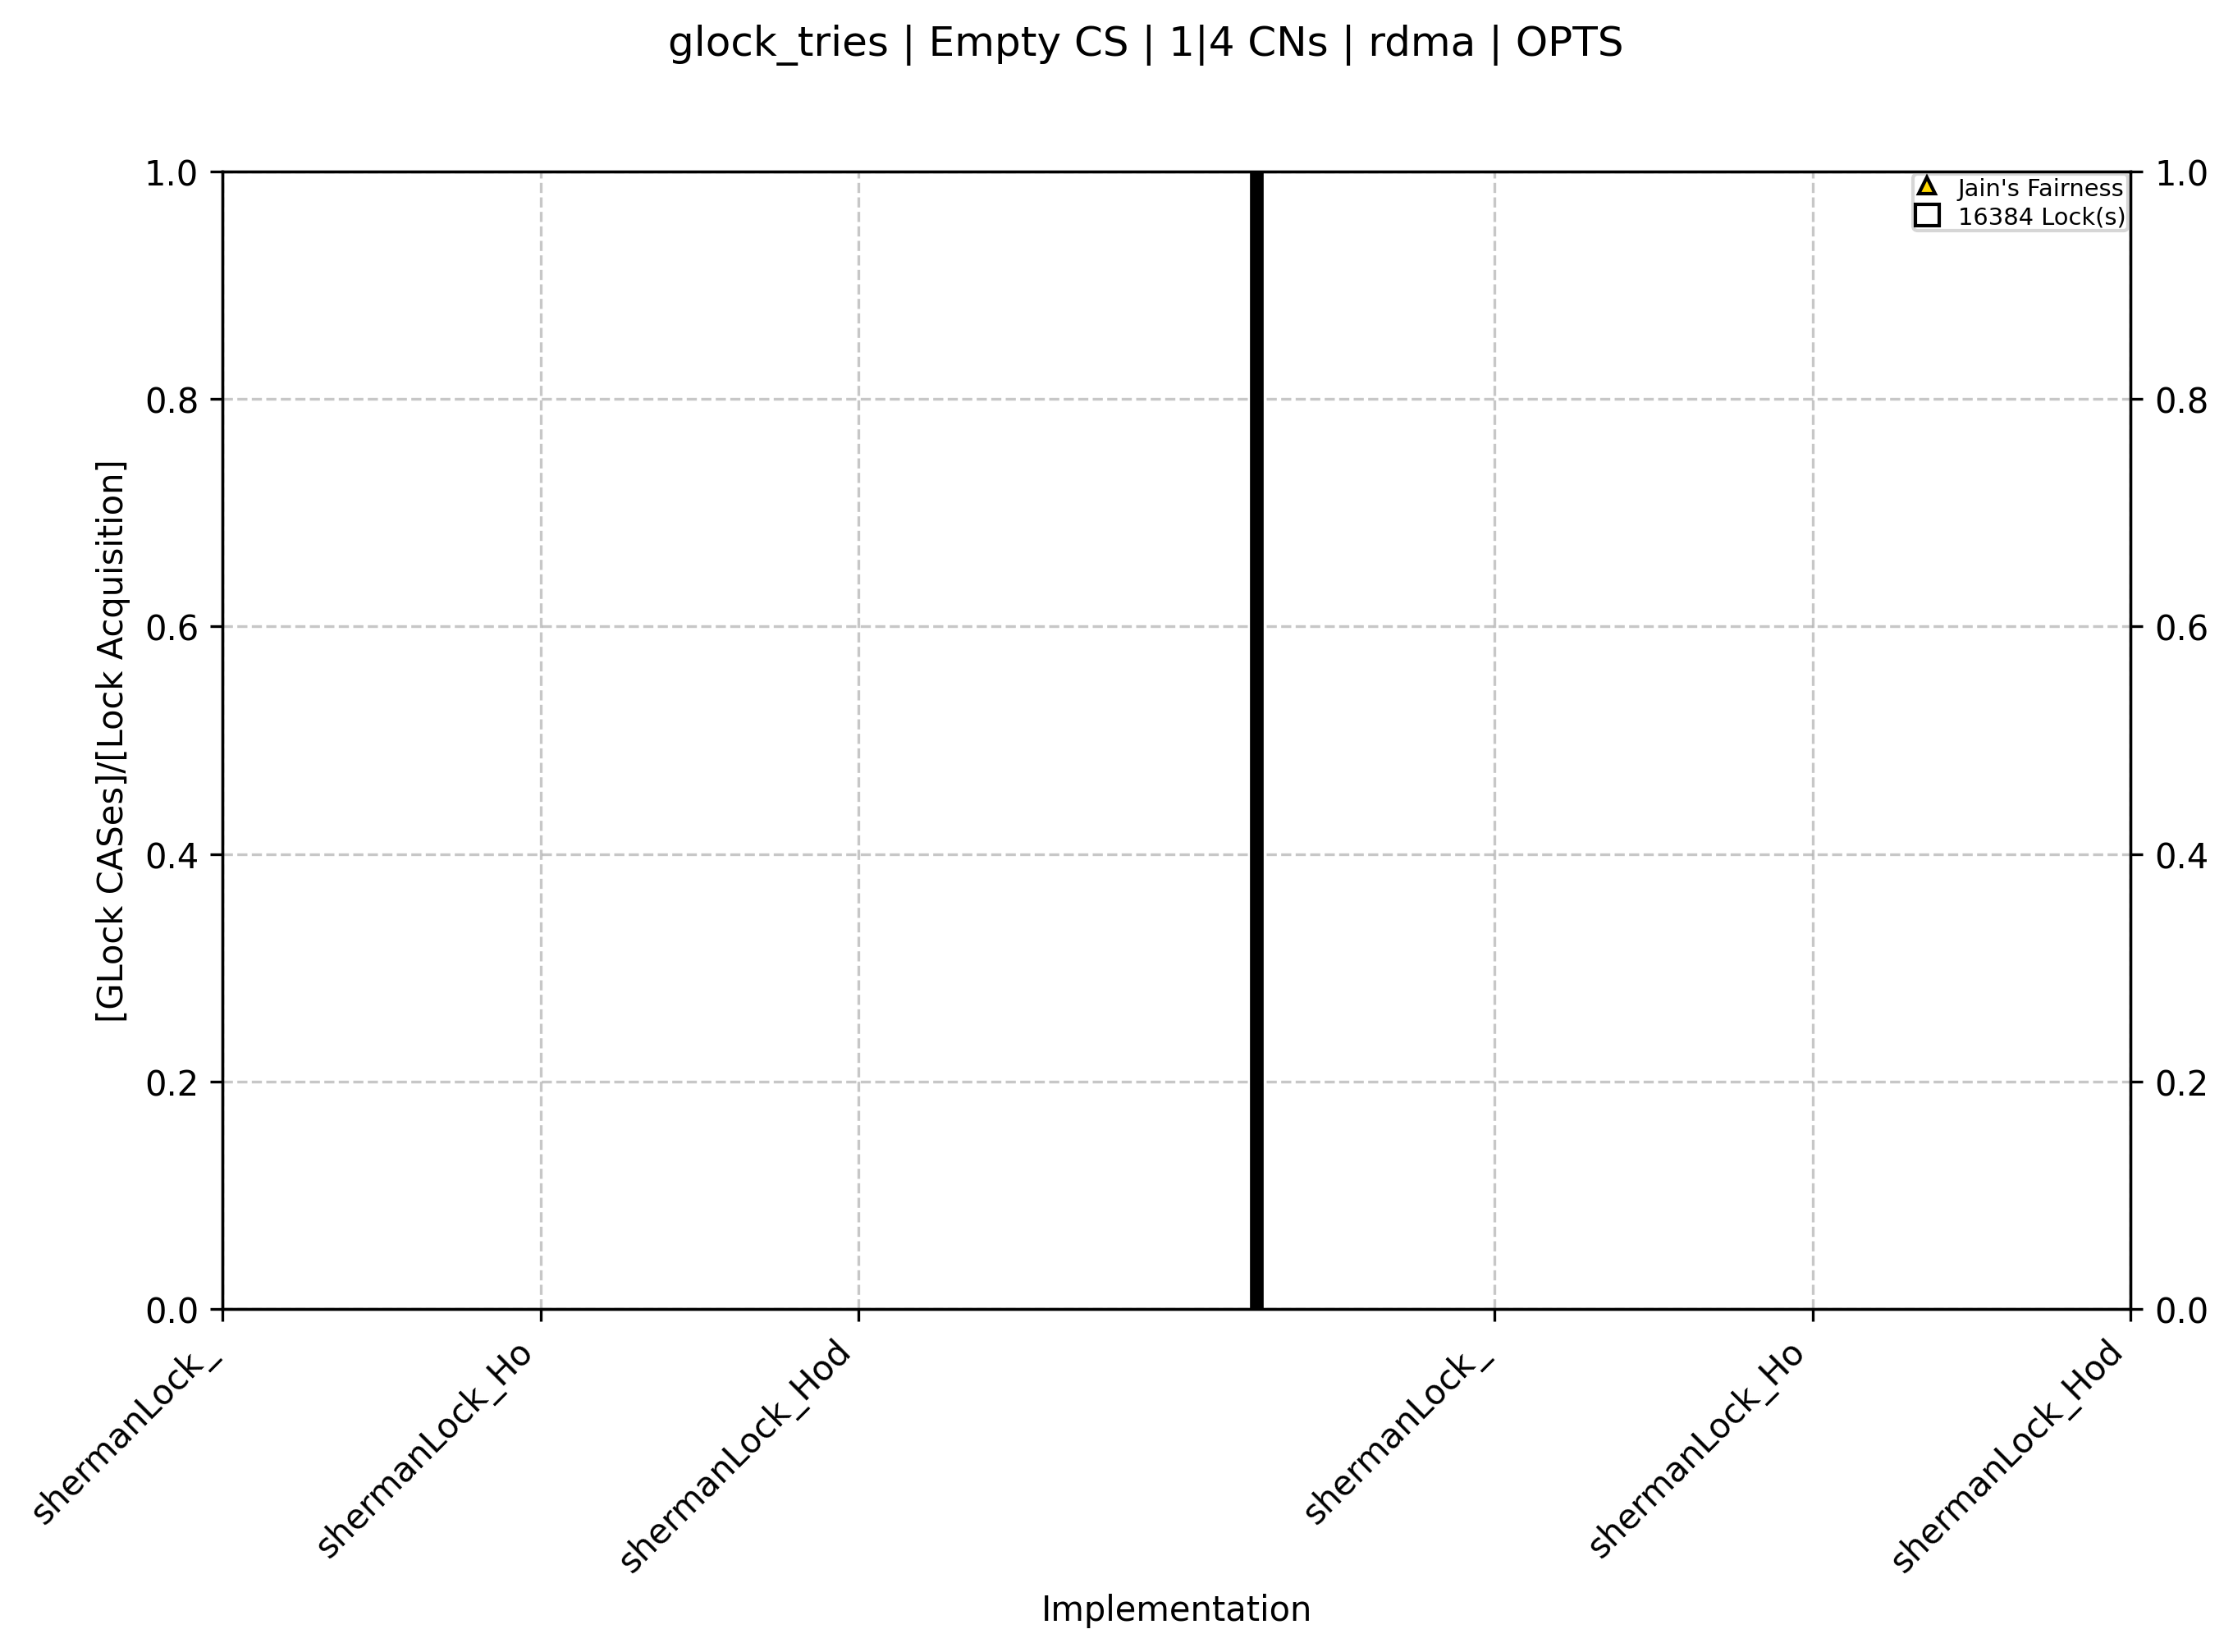 glock_tries | Empty CS | 1|4 CNs | rdma | OPTS
1.0
0.8
0.6
0.4
0.2
0.0
[GLock CASes]/[Lock Acquisition]
1.0
0.8
0.6
0.4
0.2
0.0
Jain's Fairness
16384 Lock(s)
shermanLock_
shermanLock_Ho
shermanLock_Hod
shermanLock_
shermanLock_Ho
shermanLock_Hod
Implementation